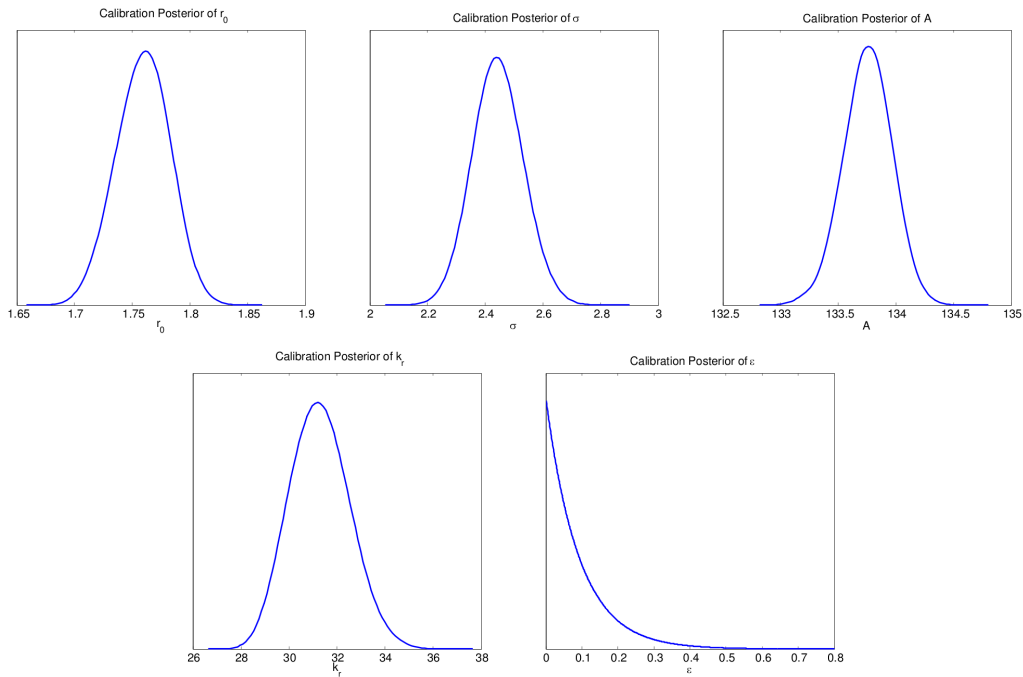 Calibration Posterior of r₀
Calibration Posterior of σ
Calibration Posterior of A
1.65 1.7 1.75 1.8 1.85 1.9
r₀
2 2.2 2.4 2.6 2.8 3
σ
132.5 133 133.5 134 134.5 135
A
Calibration Posterior of kᵣ
Calibration Posterior of ε
26 28 30 32 34 36 38
kᵣ
0 0.1 0.2 0.3 0.4 0.5 0.6 0.7 0.8
ε